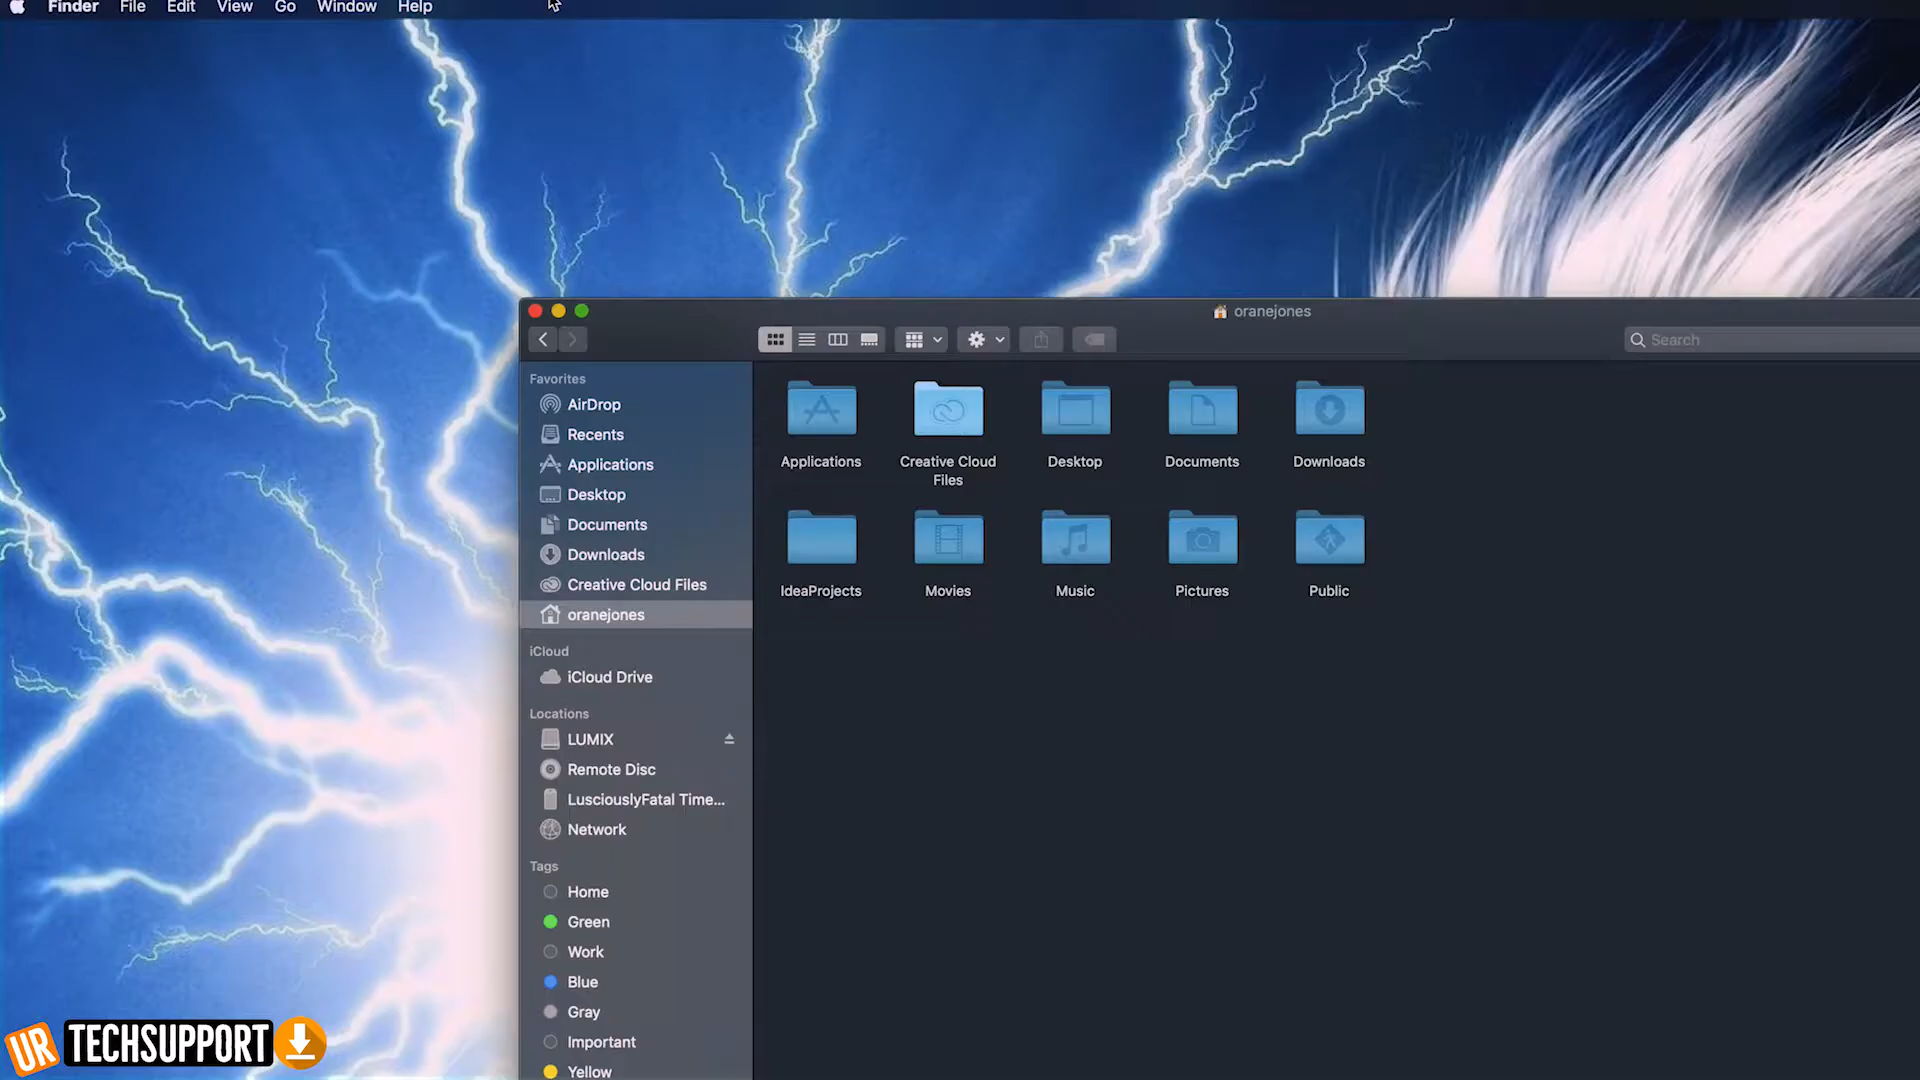 Finder File Edit View Go Window Help
oranejones
Search
Favorites
AirDrop
Recents
Applications
Desktop
Documents
Downloads
Creative Cloud Files
oranejones
iCloud
iCloud Drive
Locations
LUMIX
Remote Disc
LusciouslyFatal Time...
Network
Tags
Home
Green
Work
Blue
Gray
Important
Yellow
Applications
Creative Cloud
Files
Desktop
Documents
Downloads
IdeaProjects
Movies
Music
Pictures
Public
UR TECHSUPPORT